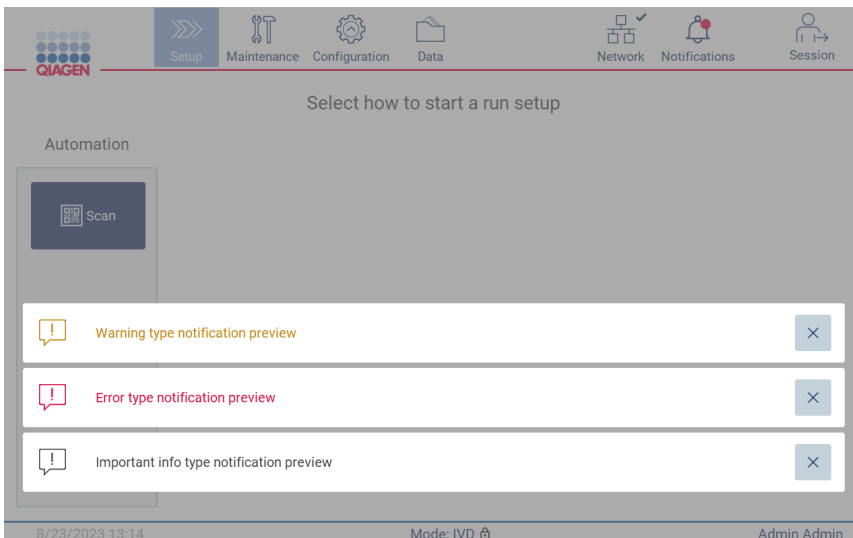 QIAGEN
Setup
Maintenance
Configuration
Data
Network
Notifications
Session
Select how to start a run setup
Automation
Scan
Warning type notification preview
Error type notification preview
Important info type notification preview
8/23/2023 13:14
Mode: IVD
Admin Admin